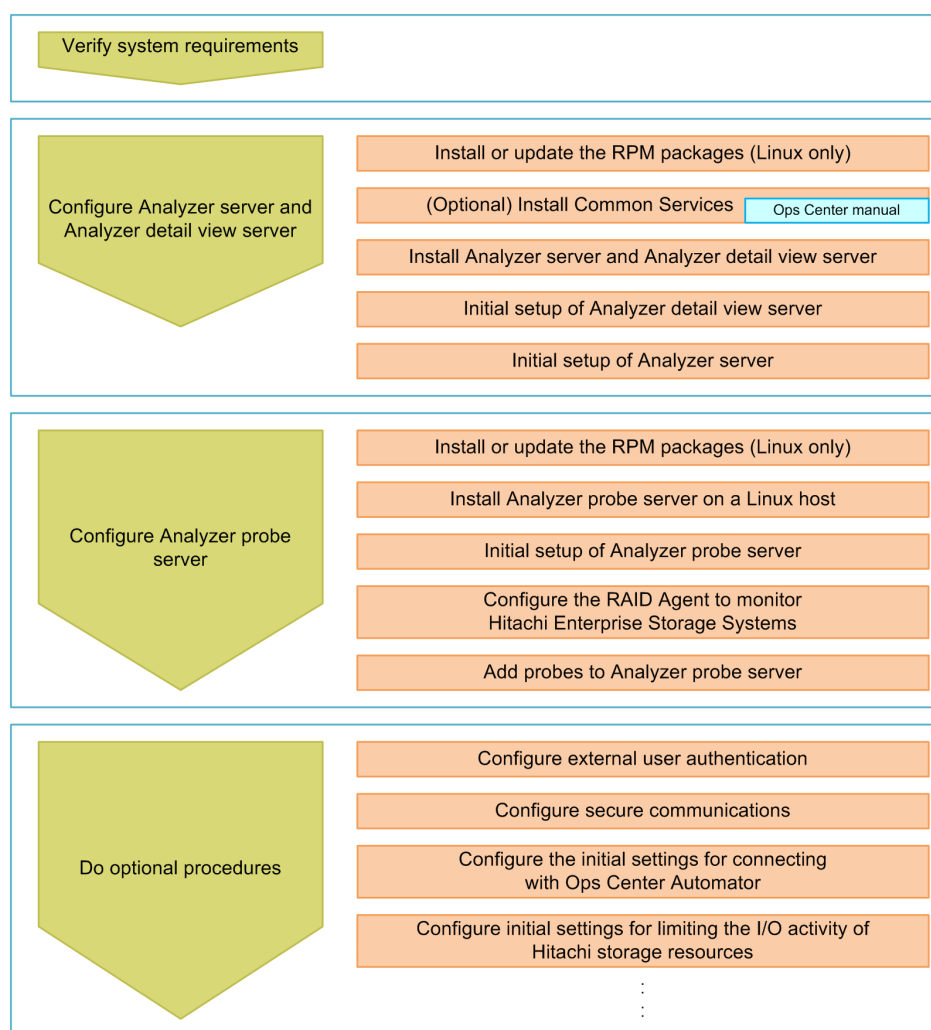 Verify system requirements
Configure Analyzer server and
Analyzer detail view server
Install or update the RPM packages (Linux only)
(Optional) Install Common Services
Ops Center manual
Install Analyzer server and Analyzer detail view server
Initial setup of Analyzer detail view server
Initial setup of Analyzer server
Configure Analyzer probe
server
Install or update the RPM packages (Linux only)
Install Analyzer probe server on a Linux host
Initial setup of Analyzer probe server
Configure the RAID Agent to monitor
Hitachi Enterprise Storage Systems
Add probes to Analyzer probe server
Do optional procedures
Configure external user authentication
Configure secure communications
Configure the initial settings for connecting
with Ops Center Automator
Configure initial settings for limiting the I/O activity of
Hitachi storage resources
:
: